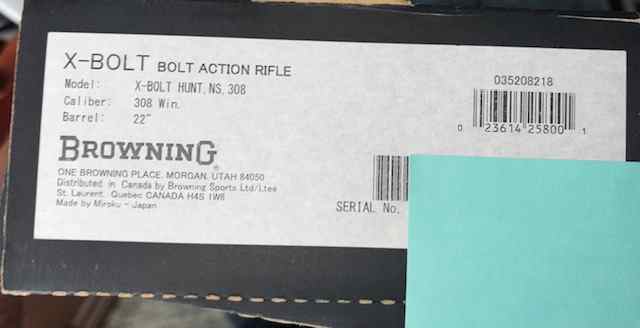 X-BOLT BOLT ACTION RIFLE
Model: X-BOLT HUNT, NS, 308
Caliber: 308 Win.
Barrel: 22"
035208218
0 23614 25800 1
BROWNING®
ONE BROWNING PLACE, MORGAN, UTAH 84050
Distributed in Canada by Browning Sports Ltd/Ltee
St. Laurent, Quebec CANADA H4S 1W8
Made by Miroku - Japan
SERIAL No.